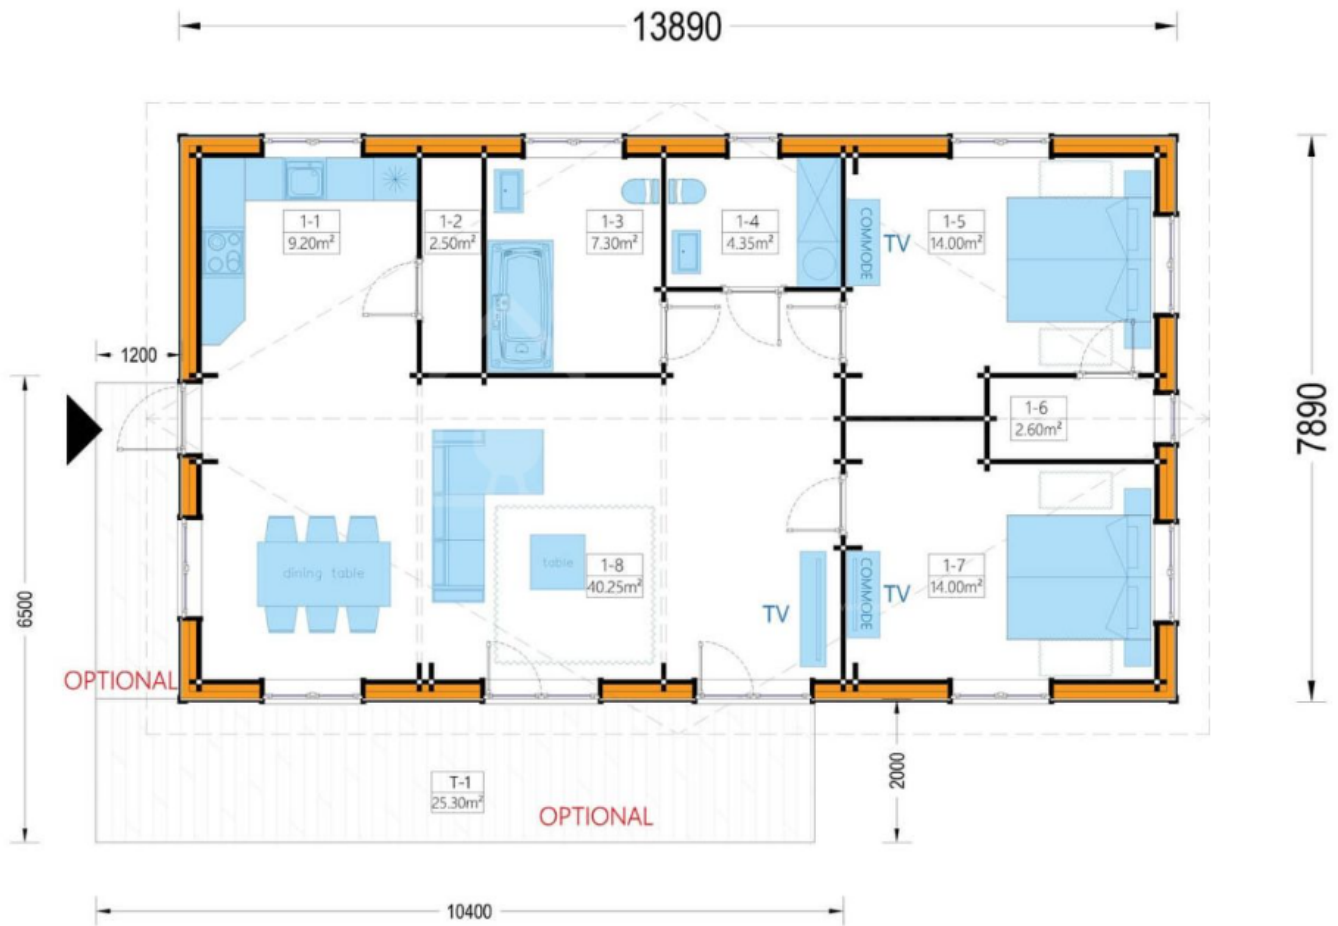 13890
1-1
9.20m²
1-2
2.50m²
1-3
7.30m²
1-4
4.35m²
COMMODE
TV
1-5
14.00m²
1200
1-6
2.60m²
7890
6500
dining table
table
1-8
40.25m²
TV
COMMODE
TV
1-7
14.00m²
OPTIONAL
T-1
25.30m²
OPTIONAL
2000
10400